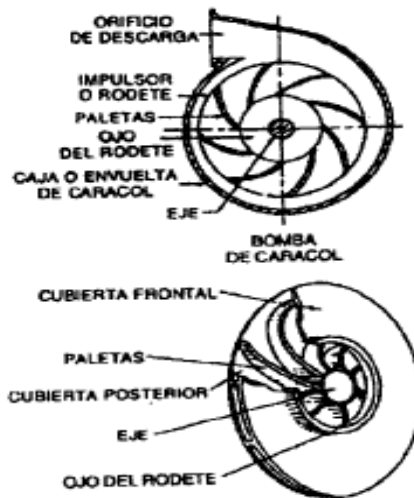 ORIFICIO
DE DESCARGA
IMPULSOR
O RODETE
PALETAS
OJO
DEL RODETE
CAJA O ENVUELTA
DE CARACOL
EJE
BOMBA
DE CARACOL
CUBIERTA FRONTAL
PALETAS
CUBIERTA POSTERIOR
EJE
OJO DEL RODETE